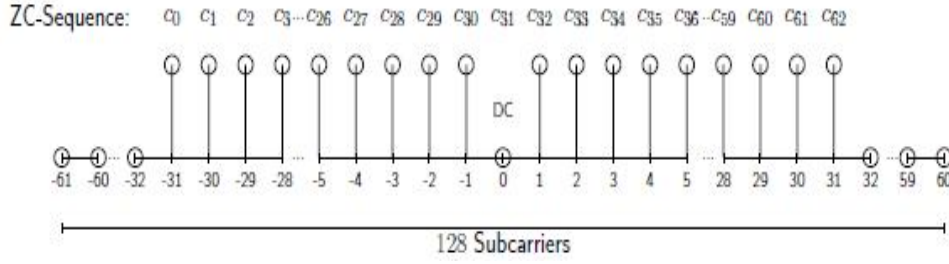 ZC-Sequence: c0 c1 c2 c3 ... c26 c27 c28 c29 c30 c31 c32 c33 c34 c35 c36 ... c59 c60 c61 c62
DC
-61 -60 ... -32 -31 -30 -29 -28 ... -5 -4 -3 -2 -1 0 1 2 3 4 5 ... 28 29 30 31 32 ... 59 60
128 Subcarriers